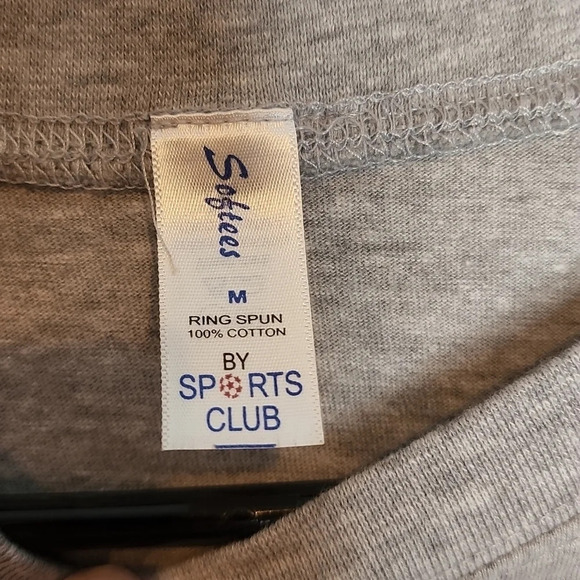 Softees
M
RING SPUN
100% COTTON
BY
SPORTS
CLUB